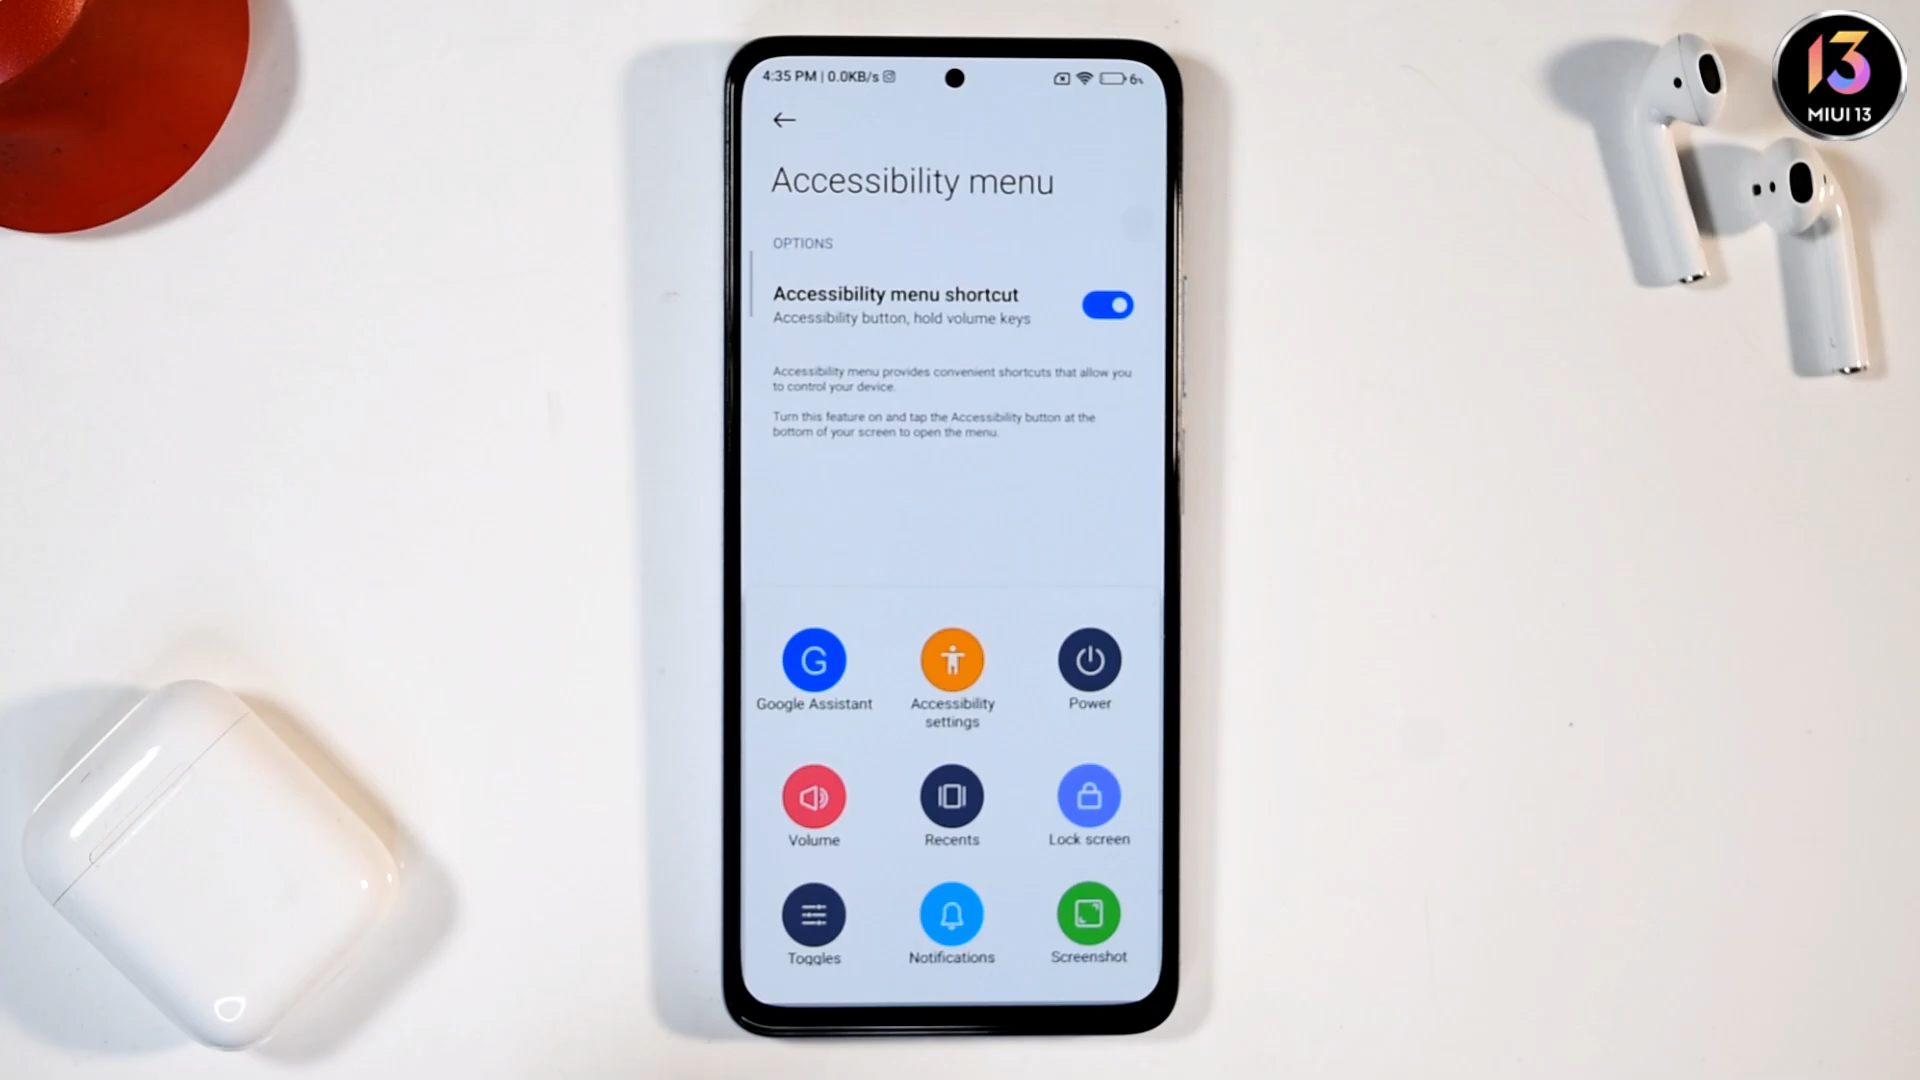 13
MIUI 13
4:35 PM | 0.0KB/s
6%
Accessibility menu
OPTIONS
Accessibility menu shortcut
Accessibility button, hold volume keys
Accessibility menu provides convenient shortcuts that allow you
to control your device.
Turn this feature on and tap the Accessibility button at the
bottom of your screen to open the menu.
G
Google Assistant
Accessibility
settings
Power
Volume
Recents
Lock screen
Toggles
Notifications
Screenshot